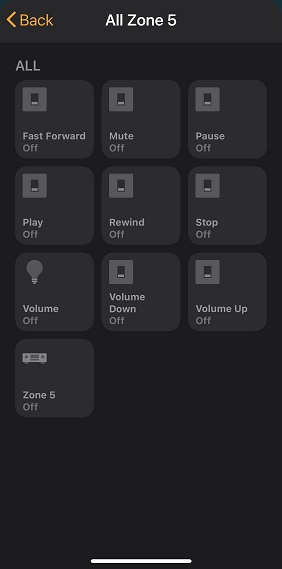 Back
All Zone 5
ALL
Fast Forward
Off
Mute
Off
Pause
Off
Play
Off
Rewind
Off
Stop
Off
Volume
Off
Volume
Down
Off
Volume Up
Off
Zone 5
Off